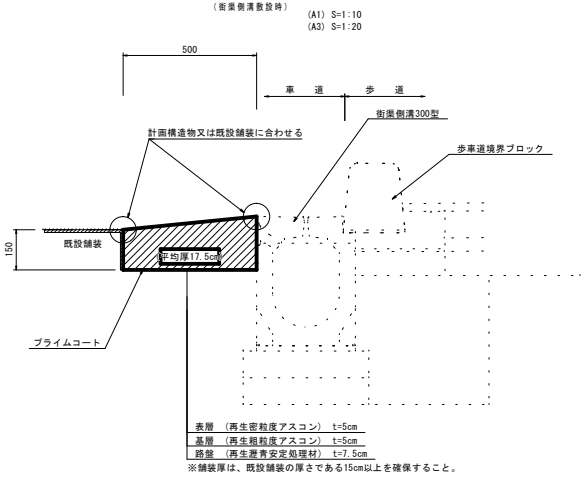 (街渠側溝敷設時)
(A1) S=1:10
(A3) S=1:20
500
車 道
歩 道
街渠側溝300型
計画構造物又は既設舗装に合わせる
歩車道境界ブロック
150
既設舗装
(平均厚17.5cm)
プライムコート
表層 (再生密粒度アスコン) t=5cm
基層 (再生粗粒度アスコン) t=5cm
路盤 (再生瀝青安定処理材) t=7.5cm
※舗装厚は、既設舗装の厚さである15cm以上を確保すること。